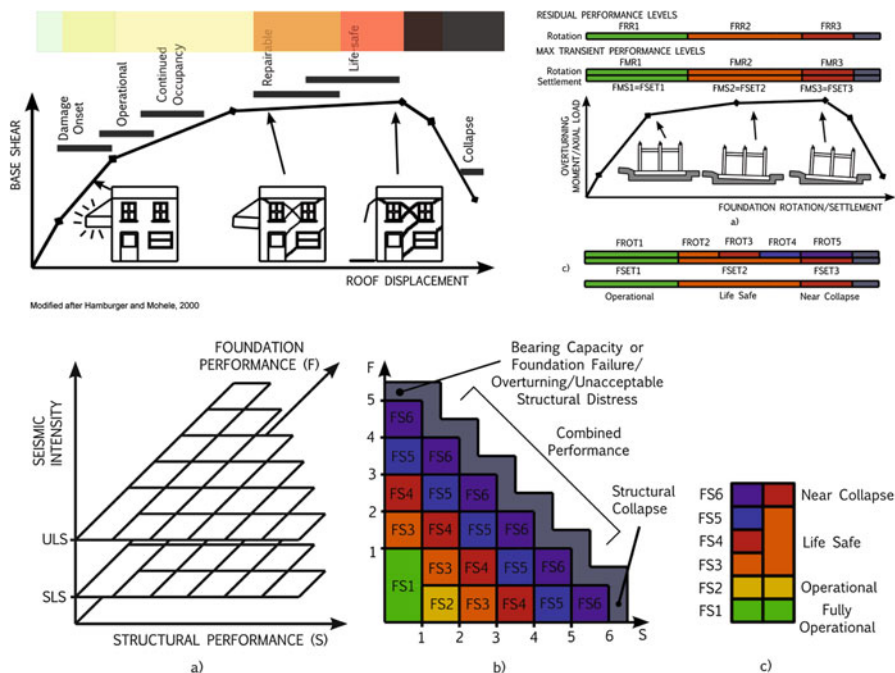 Damage
Onset
Operational
Continued
Occupancy
Repairable
Life-safe
Collapse
BASE SHEAR
ROOF DISPLACEMENT
Modified after Hamburger and Mohele, 2000
RESIDUAL PERFORMANCE LEVELS
FRR1 FRR2 FRR3
Rotation
MAX TRANSIENT PERFORMANCE LEVELS
FMR1 FMR2 FMR3
Rotation
Settlement
FMS1=FSET1 FMS2=FSET2 FMS3=FSET3
OVERTURNING
MOMENT/AXIAL LOAD
FOUNDATION ROTATION/SETTLEMENT
a)
FROT1 FROT2 FROT3 FROT4 FROT5
c)
FSET1 FSET2 FSET3
Operational Life Safe Near Collapse
FOUNDATION
PERFORMANCE (F)
SEISMIC
INTENSITY
ULS
SLS
STRUCTURAL PERFORMANCE (S)
a)
F
Bearing Capacity or
Foundation Failure/
Overturning/Unacceptable
Structural Distress
Combined
Performance
Structural
Collapse
5
FS6
4
FS5 FS6
3
FS4 FS5 FS6
2
FS3 FS4 FS5 FS6
1
FS1 FS3 FS4 FS5 FS6
FS2 FS3 FS4 FS5 FS6
1 2 3 4 5 6 S
b)
FS6 Near Collapse
FS5
FS4 Life Safe
FS3
FS2 Operational
FS1 Fully
Operational
c)